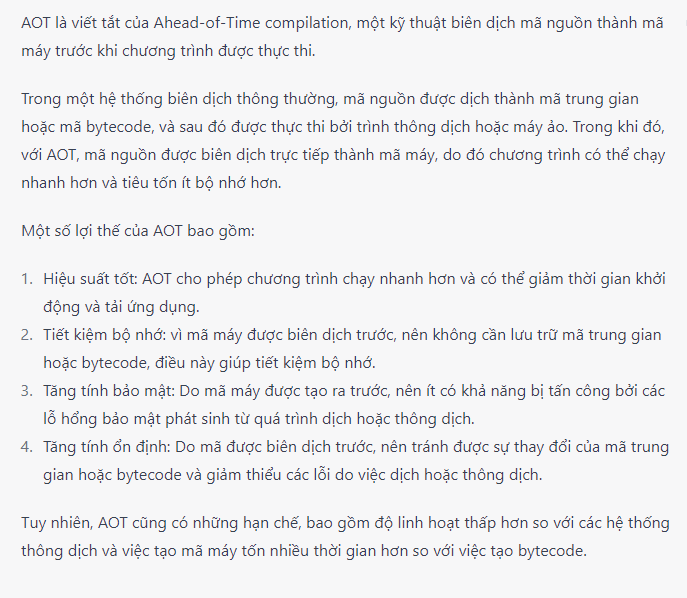 AOT là viết tắt của Ahead-of-Time compilation, một kỹ thuật biên dịch mã nguồn thành mã
máy trước khi chương trình được thực thi.
Trong một hệ thống biên dịch thông thường, mã nguồn được dịch thành mã trung gian
hoặc mã bytecode, và sau đó được thực thi bởi trình thông dịch hoặc máy ảo. Trong khi đó,
với AOT, mã nguồn được biên dịch trực tiếp thành mã máy, do đó chương trình có thể chạy
nhanh hơn và tiêu tốn ít bộ nhớ hơn.
Một số lợi thế của AOT bao gồm:
1. Hiệu suất tốt: AOT cho phép chương trình chạy nhanh hơn và có thể giảm thời gian khởi
động và tải ứng dụng.
2. Tiết kiệm bộ nhớ: vì mã máy được biên dịch trước, nên không cần lưu trữ mã trung gian
hoặc bytecode, điều này giúp tiết kiệm bộ nhớ.
3. Tăng tính bảo mật: Do mã máy được tạo ra trước, nên ít có khả năng bị tấn công bởi các
lỗ hổng bảo mật phát sinh từ quá trình dịch hoặc thông dịch.
4. Tăng tính ổn định: Do mã được biên dịch trước, nên tránh được sự thay đổi của mã trung
gian hoặc bytecode và giảm thiểu các lỗi do việc dịch hoặc thông dịch.
Tuy nhiên, AOT cũng có những hạn chế, bao gồm độ linh hoạt thấp hơn so với các hệ thống
thông dịch và việc tạo mã máy tốn nhiều thời gian hơn so với việc tạo bytecode.